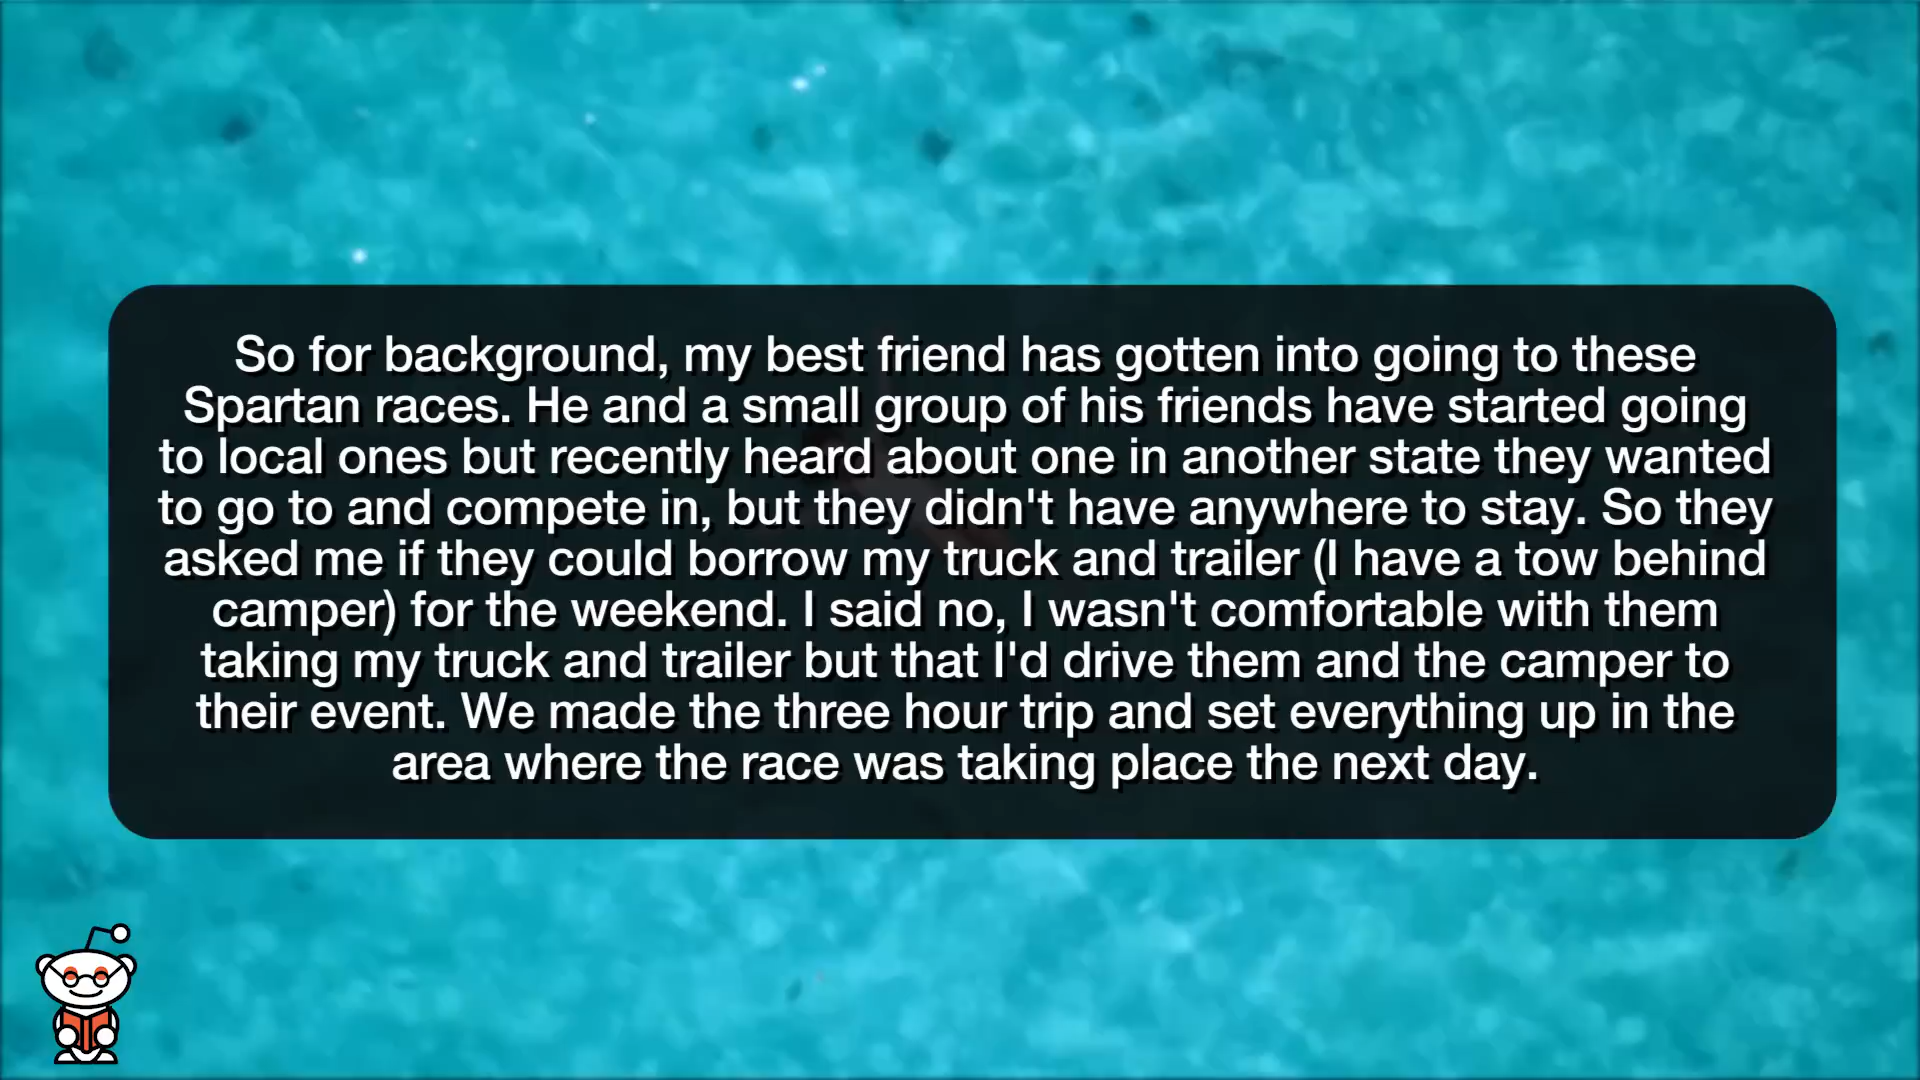 So for background, my best friend has gotten into going to these
Spartan races. He and a small group of his friends have started going
to local ones but recently heard about one in another state they wanted
to go to and compete in, but they didn't have anywhere to stay. So they
asked me if they could borrow my truck and trailer (I have a tow behind
camper) for the weekend. I said no, I wasn't comfortable with them
taking my truck and trailer but that I'd drive them and the camper to
their event. We made the three hour trip and set everything up in the
area where the race was taking place the next day.